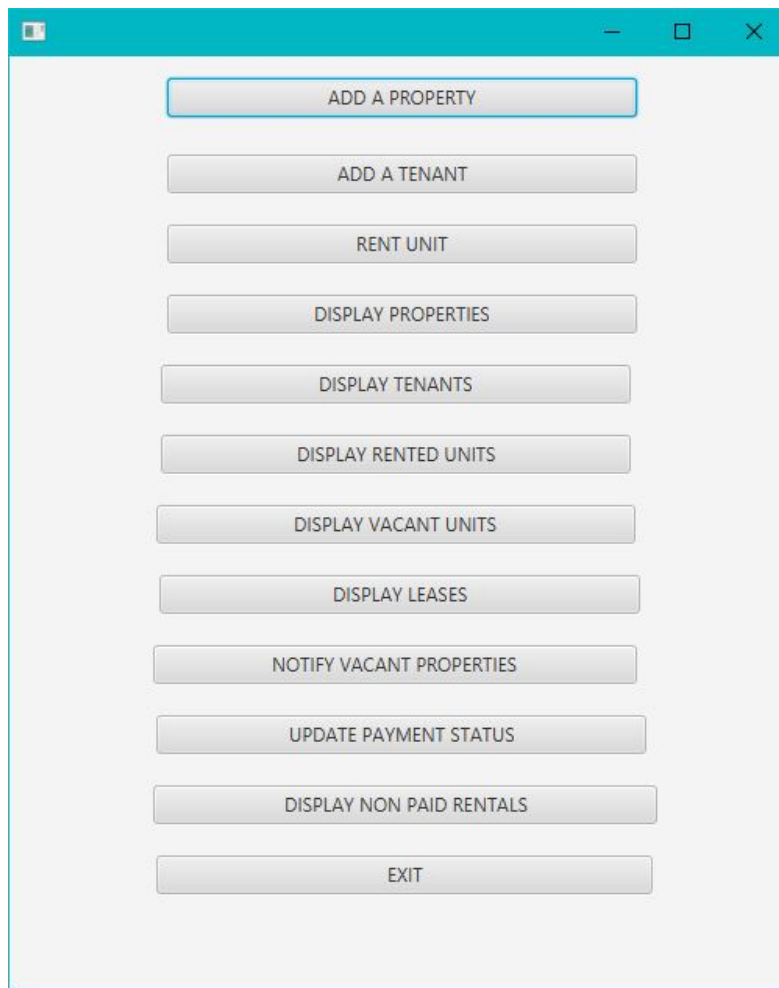 ADD A PROPERTY
ADD A TENANT
RENT UNIT
DISPLAY PROPERTIES
DISPLAY TENANTS
DISPLAY RENTED UNITS
DISPLAY VACANT UNITS
DISPLAY LEASES
NOTIFY VACANT PROPERTIES
UPDATE PAYMENT STATUS
DISPLAY NON PAID RENTALS
EXIT